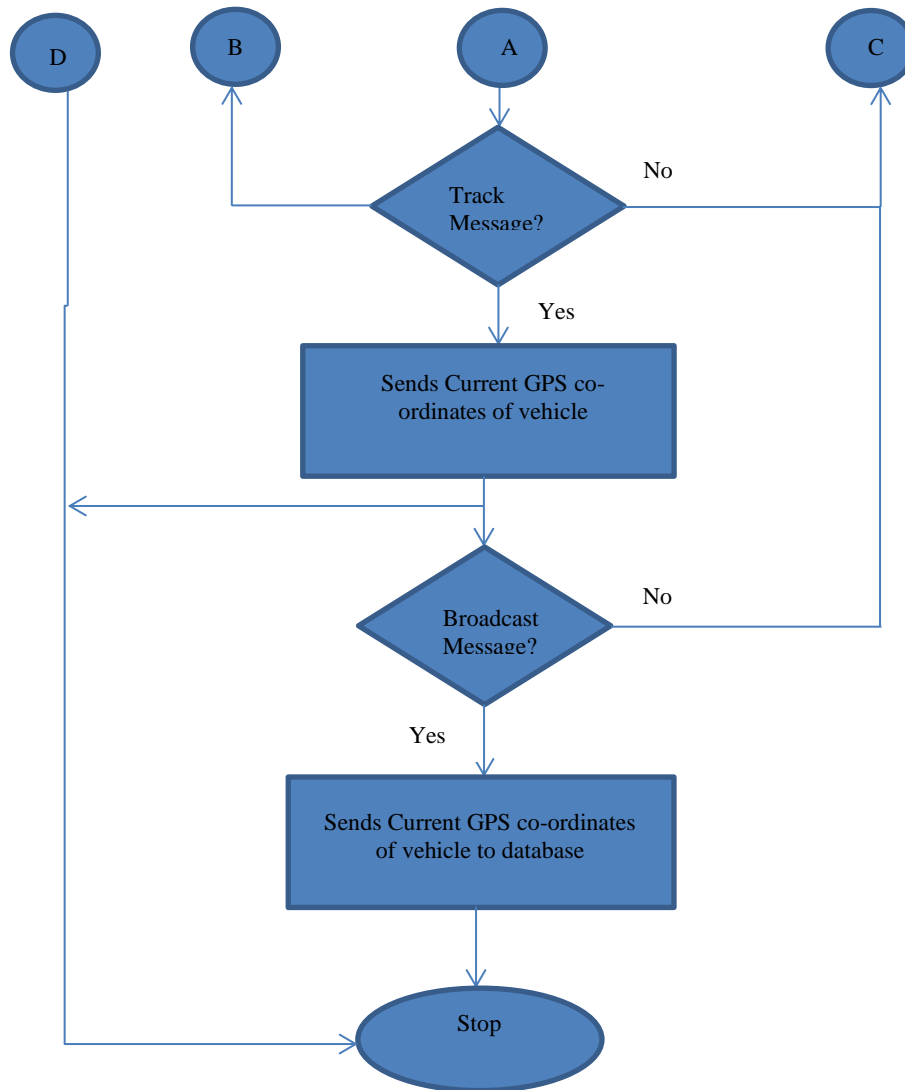 D
B
A
C
Track
Message?
No
Yes
Sends Current GPS co-
ordinates of vehicle
Broadcast
Message?
No
Yes
Sends Current GPS co-ordinates
of vehicle to database
Stop